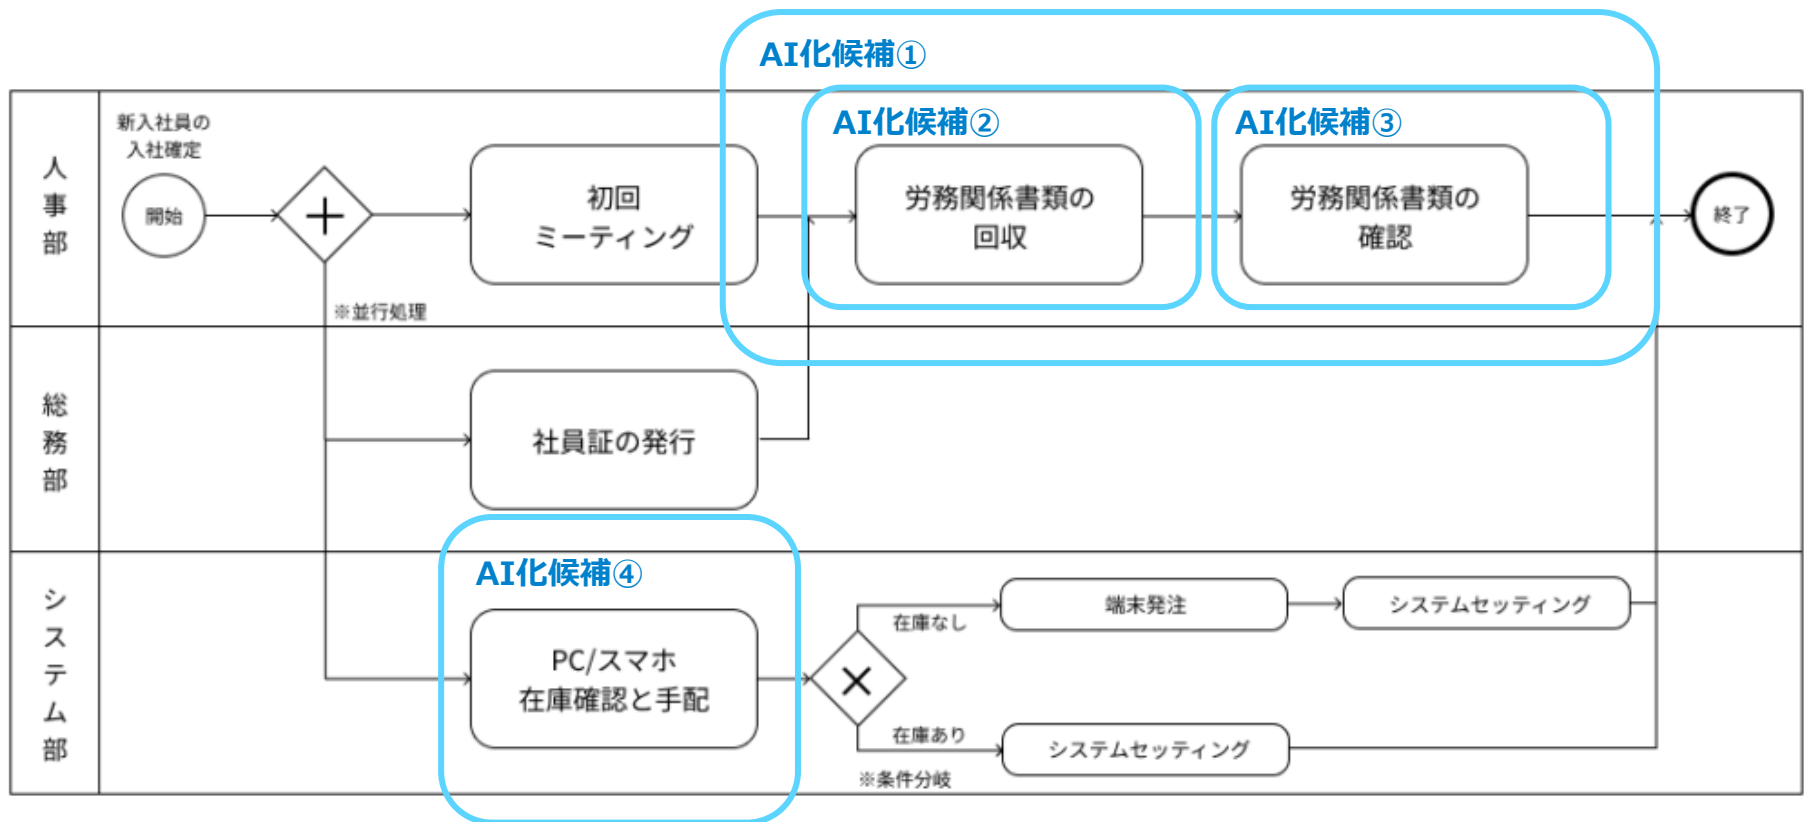 AI化候補①
AI化候補②
AI化候補③
人事部
新入社員の
入社確定
開始
初回
ミーティング
労務関係書類の
回収
労務関係書類の
確認
終了
※並行処理
総務部
社員証の発行
AI化候補④
システム部
PC/スマホ
在庫確認と手配
在庫なし
端末発注
システムセッティング
在庫あり
システムセッティング
※条件分岐